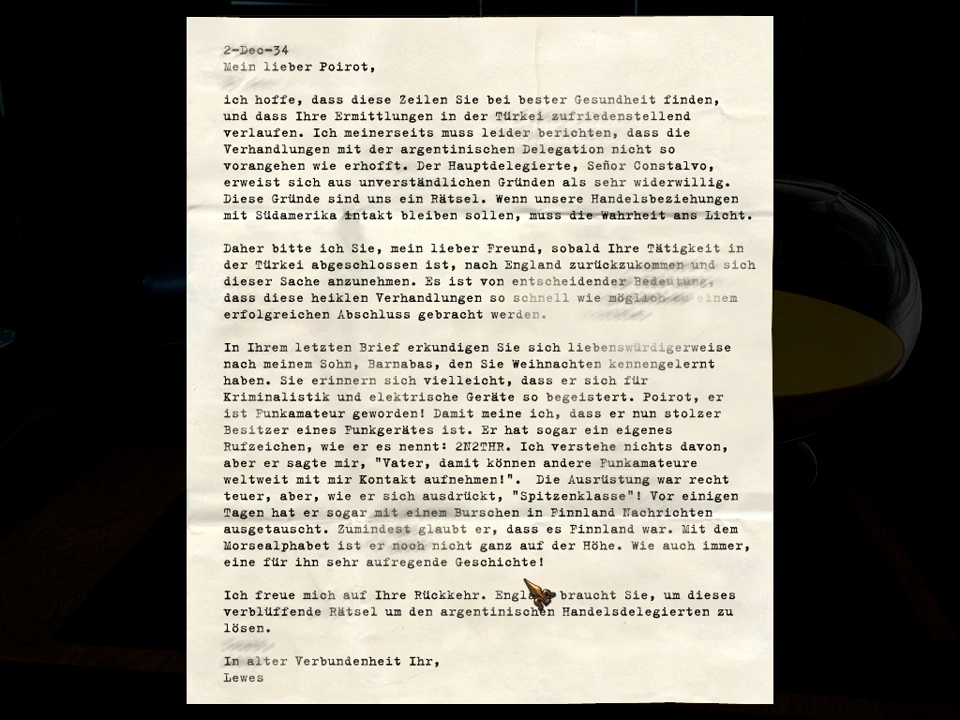 2-Dec-34
Mein lieber Poirot,
ich hoffe, dass diese Zeilen Sie bei bester Gesundheit finden,
und dass Ihre Ermittlungen in der Türkei zufriedenstellend
verlaufen. Ich meinerseits muss leider berichten, dass die
Verhandlungen mit der argentinischen Delegation nicht so
vorangehen wie erhofft. Der Hauptdelegierte, Señor Constalvo,
erweist sich aus unverständlichen Gründen als sehr widerwillig.
Diese Gründe sind uns ein Rätsel. Wenn unsere Handelsbeziehungen
mit Südamerika intakt bleiben sollen, muss die Wahrheit ans Licht.
Daher bitte ich Sie, mein lieber Freund, sobald Ihre Tätigkeit in
der Türkei abgeschlossen ist, nach England zurückzukommen und sich
dieser Sache anzunehmen. Es ist von entscheidender Bedeutung,
dass diese heiklen Verhandlungen so schnell wie möglich zu einem
erfolgreichen Abschluss gebracht werden.
In Ihrem letzten Brief erkundigen Sie sich liebenswürdigerweise
nach meinem Sohn, Barnabas, den Sie Weihnachten kennengelernt
haben. Sie erinnern sich vielleicht, dass er sich für
Kriminalistik und elektrische Geräte so begeistert. Poirot, er
ist Funkamateur geworden! Damit meine ich, dass er nun stolzer
Besitzer eines Funkgerätes ist. Er hat sogar ein eigenes
Rufzeichen, wie er es nennt: 2N2THR. Ich verstehe nichts davon,
aber er sagte mir, "Vater, damit können andere Funkamateure
weltweit mit mir Kontakt aufnehmen!". Die Ausrüstung war recht
teuer, aber, wie er sich ausdrückt, "Spitzenklasse"! Vor einigen
Tagen hat er sogar mit einem Burschen in Finnland Nachrichten
ausgetauscht. Zumindest glaubt er, dass es Finnland war. Mit dem
Morsealphabet ist er noch nicht ganz auf der Höhe. Wie auch immer,
eine für ihn sehr aufregende Geschichte!
Ich freue mich auf Ihre Rückkehr. England braucht Sie, um dieses
verblüffende Rätsel um den argentinischen Handelsdelegierten zu
lösen.
In alter Verbundenheit Ihr,
Lewes